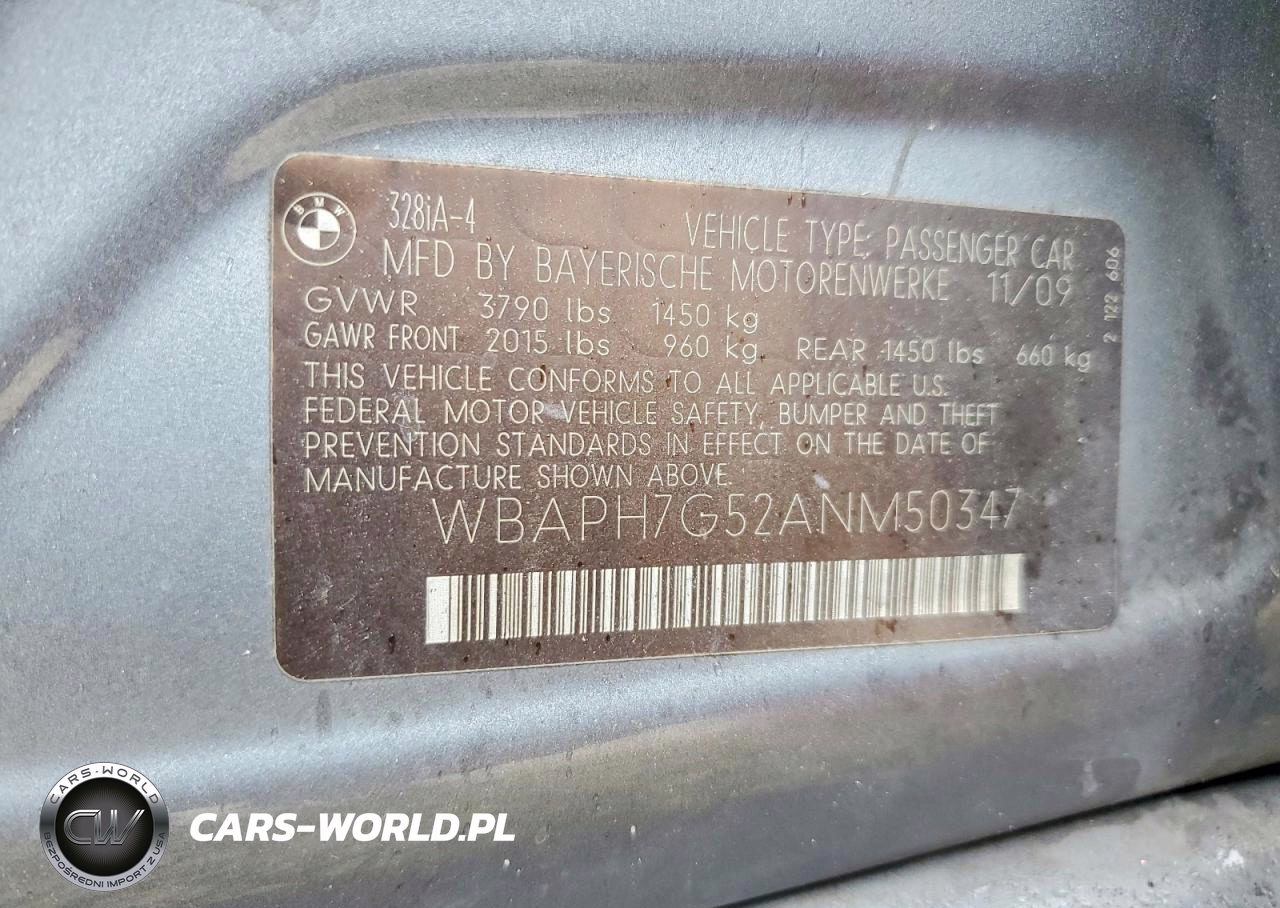 BMW
328iA-4
VEHICLE TYPE: PASSENGER CAR
MFD BY BAYERISCHE MOTORENWERKE 11/09
GVWR 3790 lbs 1450 kg
GAWR FRONT 2015 lbs 960 kg REAR 1450 lbs 660 kg
THIS VEHICLE CONFORMS TO ALL APPLICABLE U.S.
FEDERAL MOTOR VEHICLE SAFETY, BUMPER AND THEFT
PREVENTION STANDARDS IN EFFECT ON THE DATE OF
MANUFACTURE SHOWN ABOVE.
WBAPH7G52ANM50347
2 122 606
CARS-WORLD
CW
BEZPOŚREDNI IMPORT Z USA
CARS-WORLD.PL